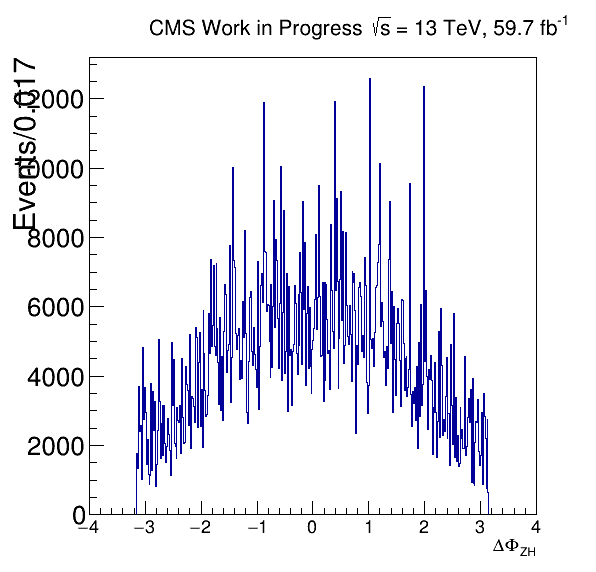 CMS Work in Progress √s = 13 TeV, 59.7 fb⁻¹
Events/0.017
12000
10000
8000
6000
4000
2000
0
−4 −3 −2 −1 0 1 2 3 4
ΔΦ_ZH